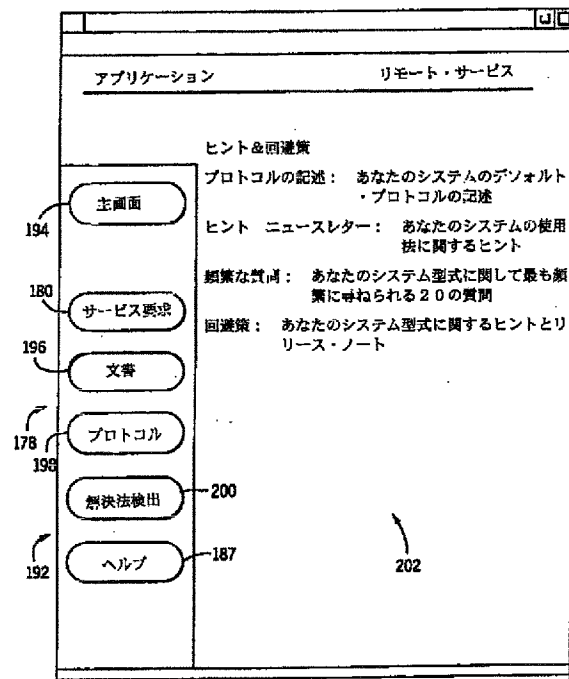 アプリケーション リモート・サービス
ヒント&回避策
プロトコルの記述: あなたのシステムのデフォルト
・プロトコルの記述
主画面
194
ヒント ニュースレター: あなたのシステムの使用
法に関するヒント
頻繁な質問: あなたのシステム型式に関して最も頻
繁に尋ねられる20の質問
180
サービス要求
回避策: あなたのシステム型式に関するヒントとリ
リース・ノート
196
文書
178
プロトコル
198
解決法検出
200
192
ヘルプ
187
202